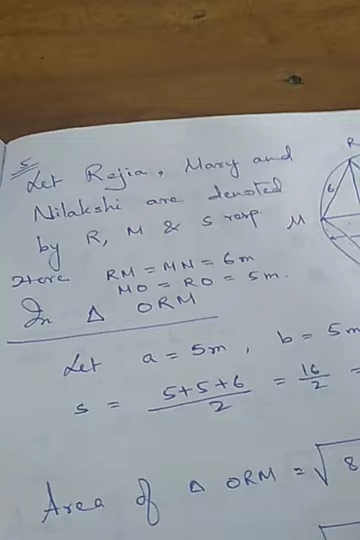 5
Let Rejia, Mary and
Nilakshi are denoted
by R, M & S resp
Here RM = MN = 6m
MO = RO = 5m.
In Δ ORM
Let a = 5m, b = 5m
s = 5+5+6/2 = 16/2 =
Area of Δ ORM = √8
R
6
M